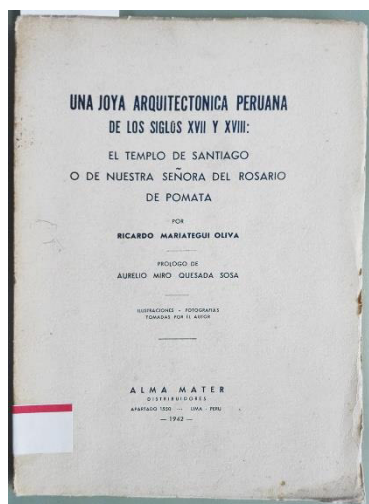 UNA JOYA ARQUITECTONICA PERUANA
DE LOS SIGLOS XVII Y XVIII:
EL TEMPLO DE SANTIAGO
O DE NUESTRA SEÑORA DEL ROSARIO
DE POMATA
POR
RICARDO MARIATEGUI OLIVA
PROLOGO DE
AURELIO MIRO QUESADA SOSA
ILUSTRACIONES - FOTOGRAFIAS
TOMADAS POR EL AUTOR
ALMA MATER
DISTRIBUIDORES
APARTADO 1500 — LIMA - PERU
— 1942 —